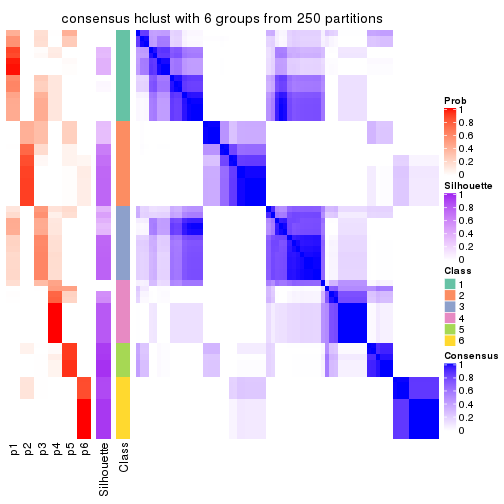 consensus hclust with 6 groups from 250 partitions
Prob
1
0.8
0.6
0.4
0.2
0
Silhouette
1
0.8
0.6
0.4
0.2
0
Class
1
2
3
4
5
6
Consensus
1
0.8
0.6
0.4
0.2
0
p1
p2
p3
p4
p5
p6
Silhouette
Class